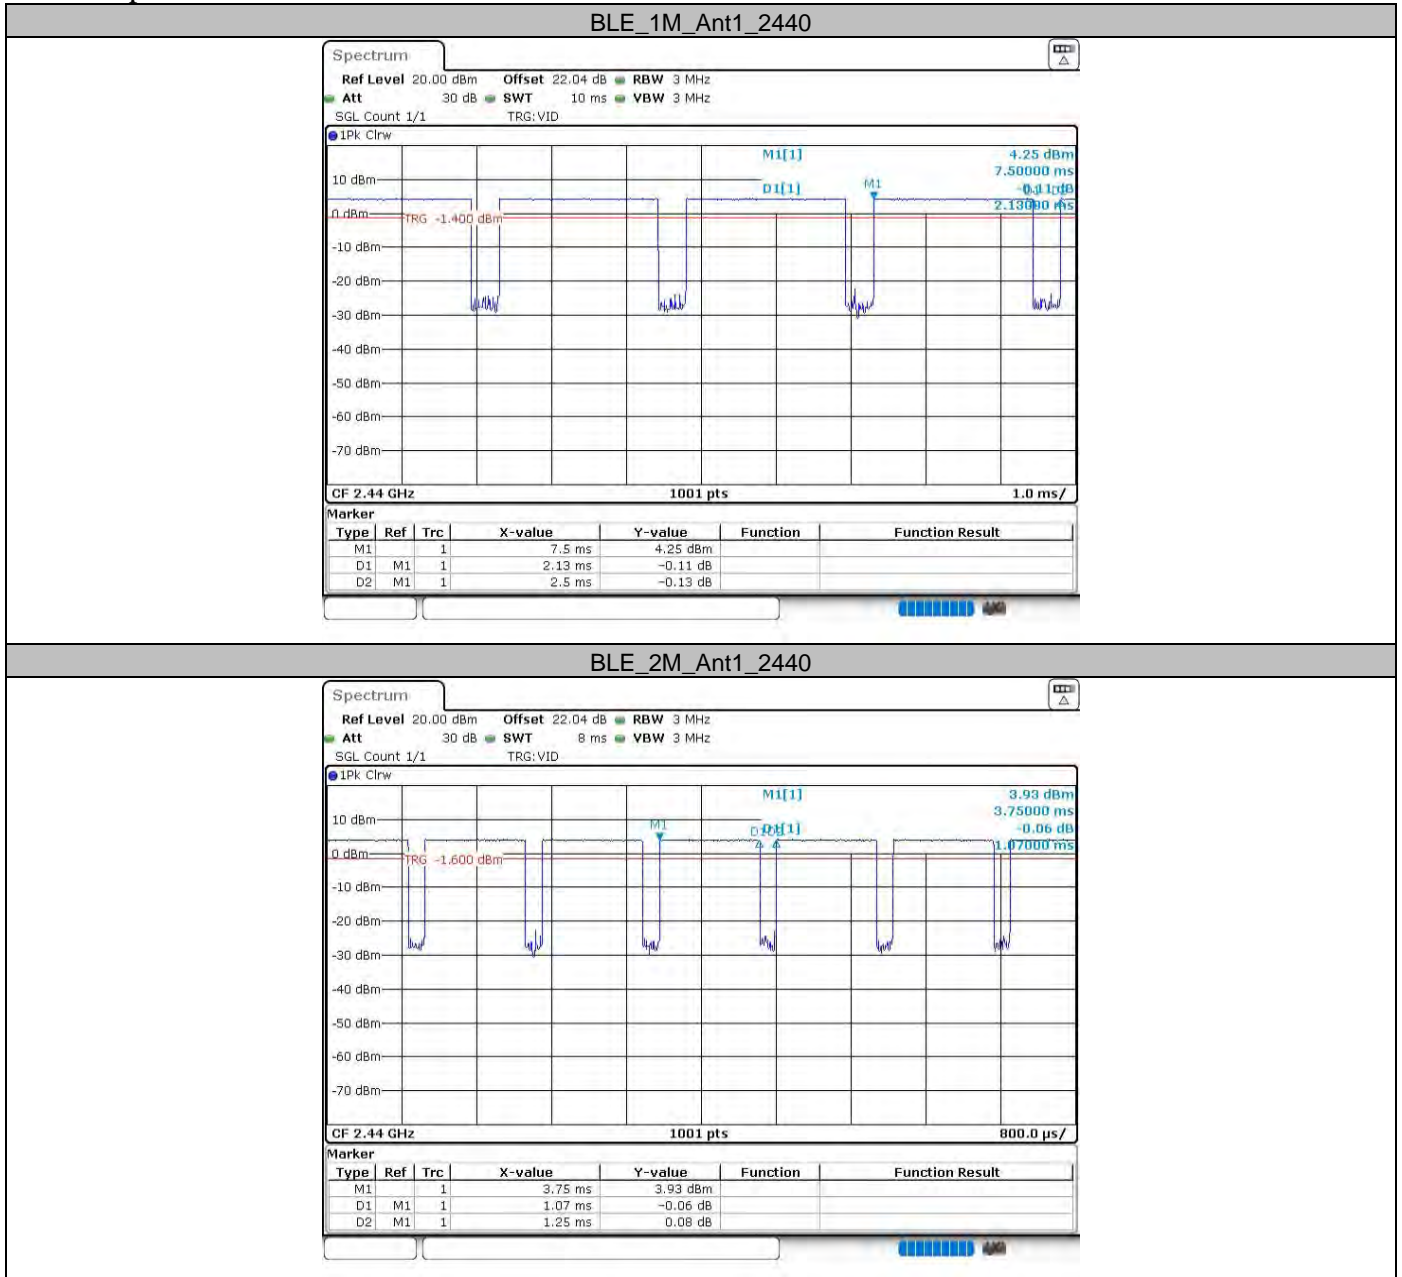 BLE_1M_Ant1_2440
Spectrum
Ref Level 20.00 dBm Offset 22.04 dB RBW 3 MHz
Att 30 dB SWT 10 ms VBW 3 MHz
SGL Count 1/1 TRG:VID
1Pk Clrw
M1[1] 4.25 dBm
7.50000 ms
10 dBm
D1[1] M1 -0.11 dB
2.13000 ms
0 dBm
TRG -1.400 dBm
-10 dBm
-20 dBm
-30 dBm
-40 dBm
-50 dBm
-60 dBm
-70 dBm
CF 2.44 GHz 1001 pts 1.0 ms/
Marker
Type Ref Trc X-value Y-value Function Function Result
M1 1 7.5 ms 4.25 dBm
D1 M1 1 2.13 ms -0.11 dB
D2 M1 1 2.5 ms -0.13 dB
BLE_2M_Ant1_2440
Spectrum
Ref Level 20.00 dBm Offset 22.04 dB RBW 3 MHz
Att 30 dB SWT 8 ms VBW 3 MHz
SGL Count 1/1 TRG:VID
1Pk Clrw
M1[1] 3.93 dBm
3.75000 ms
10 dBm
M1 D1[1] -0.06 dB
1.07000 ms
0 dBm
TRG -1.600 dBm
-10 dBm
-20 dBm
-30 dBm
-40 dBm
-50 dBm
-60 dBm
-70 dBm
CF 2.44 GHz 1001 pts 800.0 µs/
Marker
Type Ref Trc X-value Y-value Function Function Result
M1 1 3.75 ms 3.93 dBm
D1 M1 1 1.07 ms -0.06 dB
D2 M1 1 1.25 ms 0.08 dB